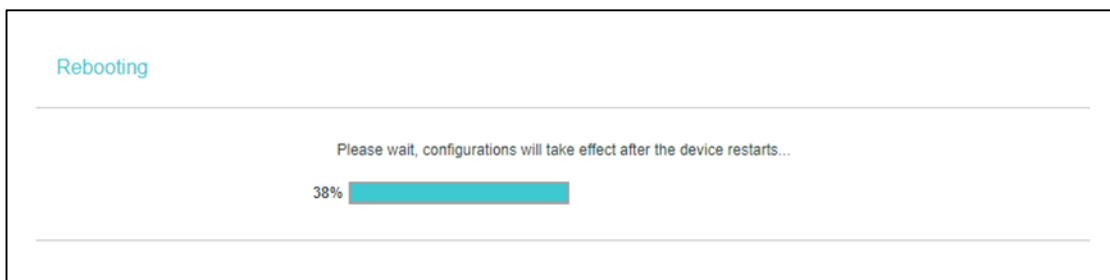 Rebooting
Please wait, configurations will take effect after the device restarts...
38%